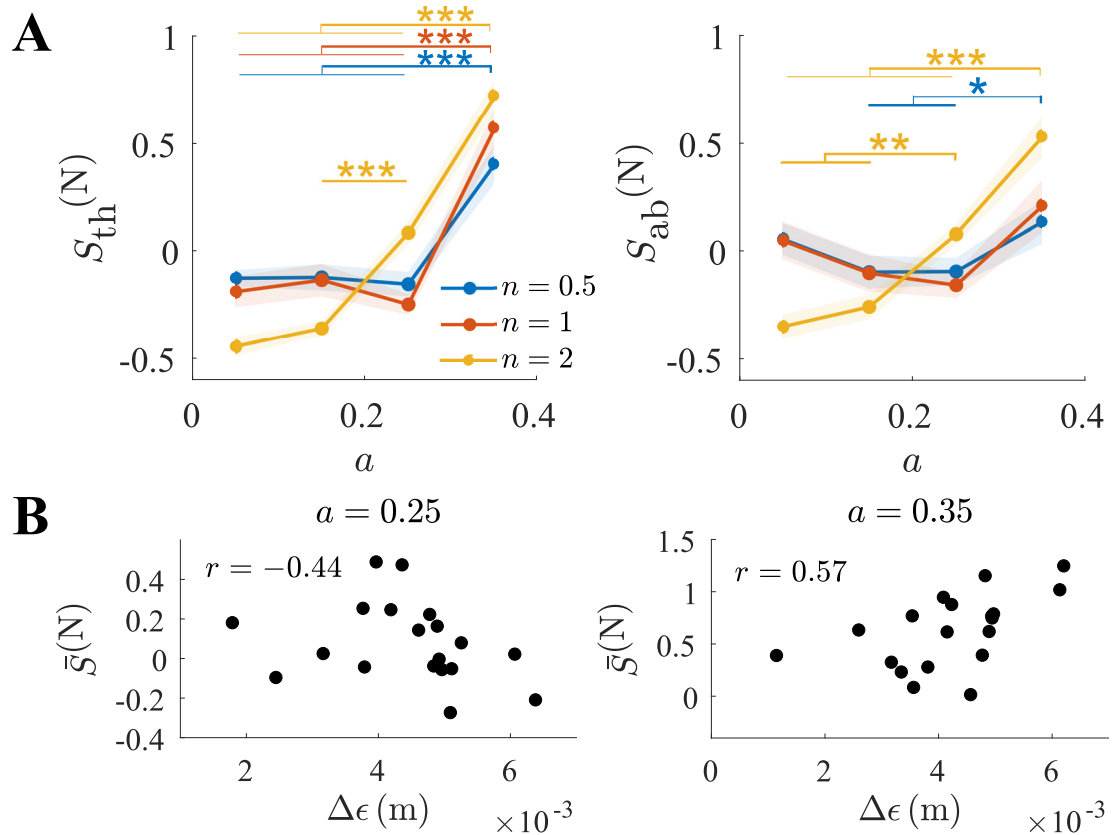 A
***
***
***
***
1
0.5
0
-0.5
S_th(N)
n = 0.5
n = 1
n = 2
0
0.2
0.4
a
***
*
**
1
0.5
0
-0.5
S_ab(N)
0
0.2
0.4
a
B
a = 0.25
r = −0.44
0.4
0.2
0
-0.2
-0.4
S̄(N)
2
4
6
Δϵ (m)
×10⁻³
a = 0.35
r = 0.57
1.5
1
0.5
0
S̄(N)
0
2
4
6
Δϵ (m)
×10⁻³